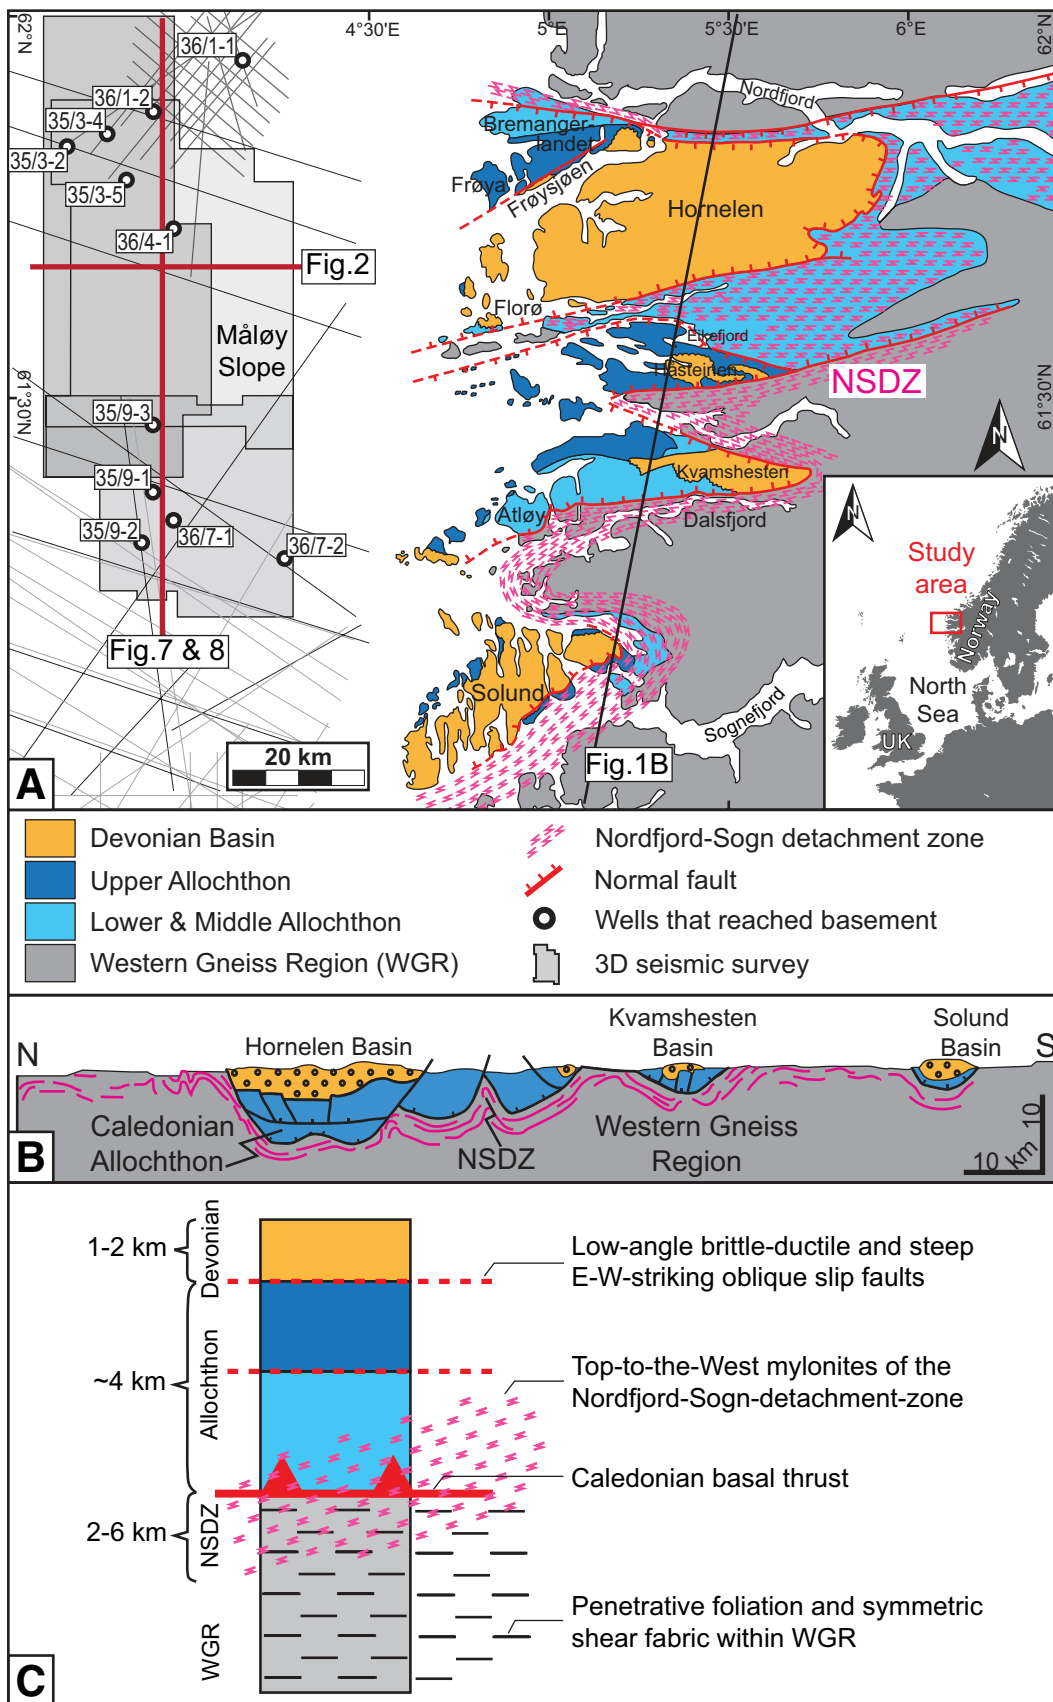 62°N
4°30'E
5°E
5°30'E
6°E
62°N
36/1-1
36/1-2
35/3-4
35/3-2
35/3-5
36/4-1
Fig.2
Måløy
Slope
61°30'N
35/9-3
35/9-1
35/9-2
36/7-1
36/7-2
Fig.7 & 8
20 km
A
Nordfjord
Bremanger-
landet
Frøya
Frøysjøen
Hornelen
Florø
Eikefjord
Håsteinen
NSDZ
61°30'N
Kvamshesten
Atløy
Dalsfjord
Solund
Sognefjord
Fig.1B
N
N
Study
area
Norway
North
Sea
UK
Devonian Basin
Upper Allochthon
Lower & Middle Allochthon
Western Gneiss Region (WGR)
Nordfjord-Sogn detachment zone
Normal fault
Wells that reached basement
3D seismic survey
N
Hornelen Basin
Kvamshesten
Basin
Solund
Basin
S
Caledonian
Allochthon
NSDZ
Western Gneiss
Region
10
10 km
B
1-2 km
Devonian
~4 km
Allochthon
2-6 km
NSDZ
WGR
Low-angle brittle-ductile and steep
E-W-striking oblique slip faults
Top-to-the-West mylonites of the
Nordfjord-Sogn-detachment-zone
Caledonian basal thrust
Penetrative foliation and symmetric
shear fabric within WGR
C